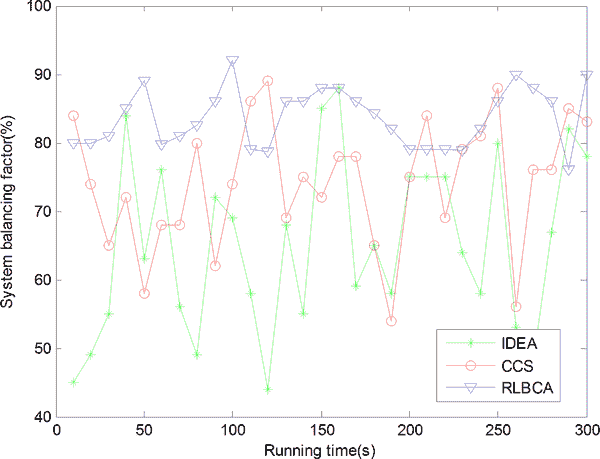 100
90
80
70
60
50
40
System balancing factor(%)
0 50 100 150 200 250 300
Running time(s)
IDEA
CCS
RLBCA